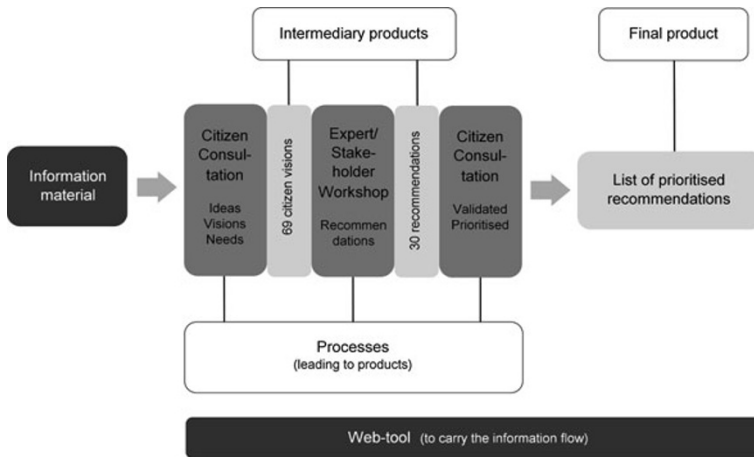 Intermediary products
Final product
Information
material
Citizen
Consul-
tation
Ideas
Visions
Needs
69 citizen visions
Expert/
Stake-
holder
Workshop
Recommen
dations
30 recommendations
Citizen
Consul-
tation
Validated
Prioritised
List of prioritised
recommendations
Processes
(leading to products)
Web-tool (to carry the information flow)